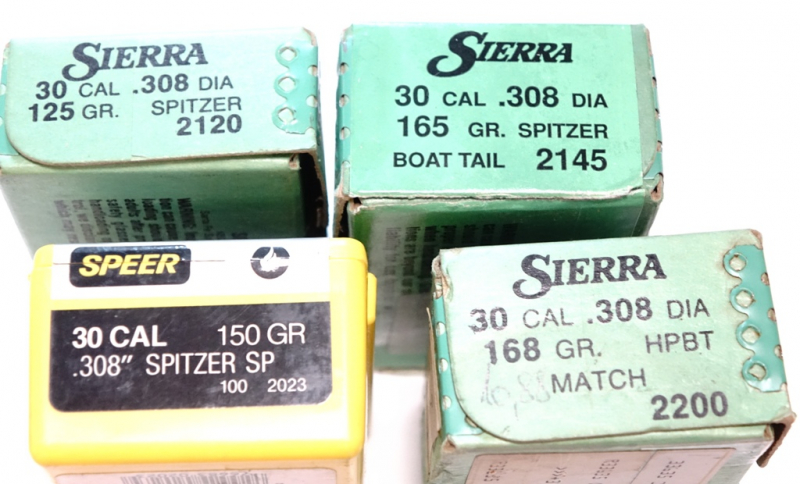 SIERRA
30 CAL .308 DIA
125 GR. SPITZER
2120
SIERRA
30 CAL .308 DIA
165 GR. SPITZER
BOAT TAIL 2145
SPEER
30 CAL 150 GR
.308" SPITZER SP
100 2023
SIERRA
30 CAL .308 DIA
168 GR. HPBT
MATCH
2200